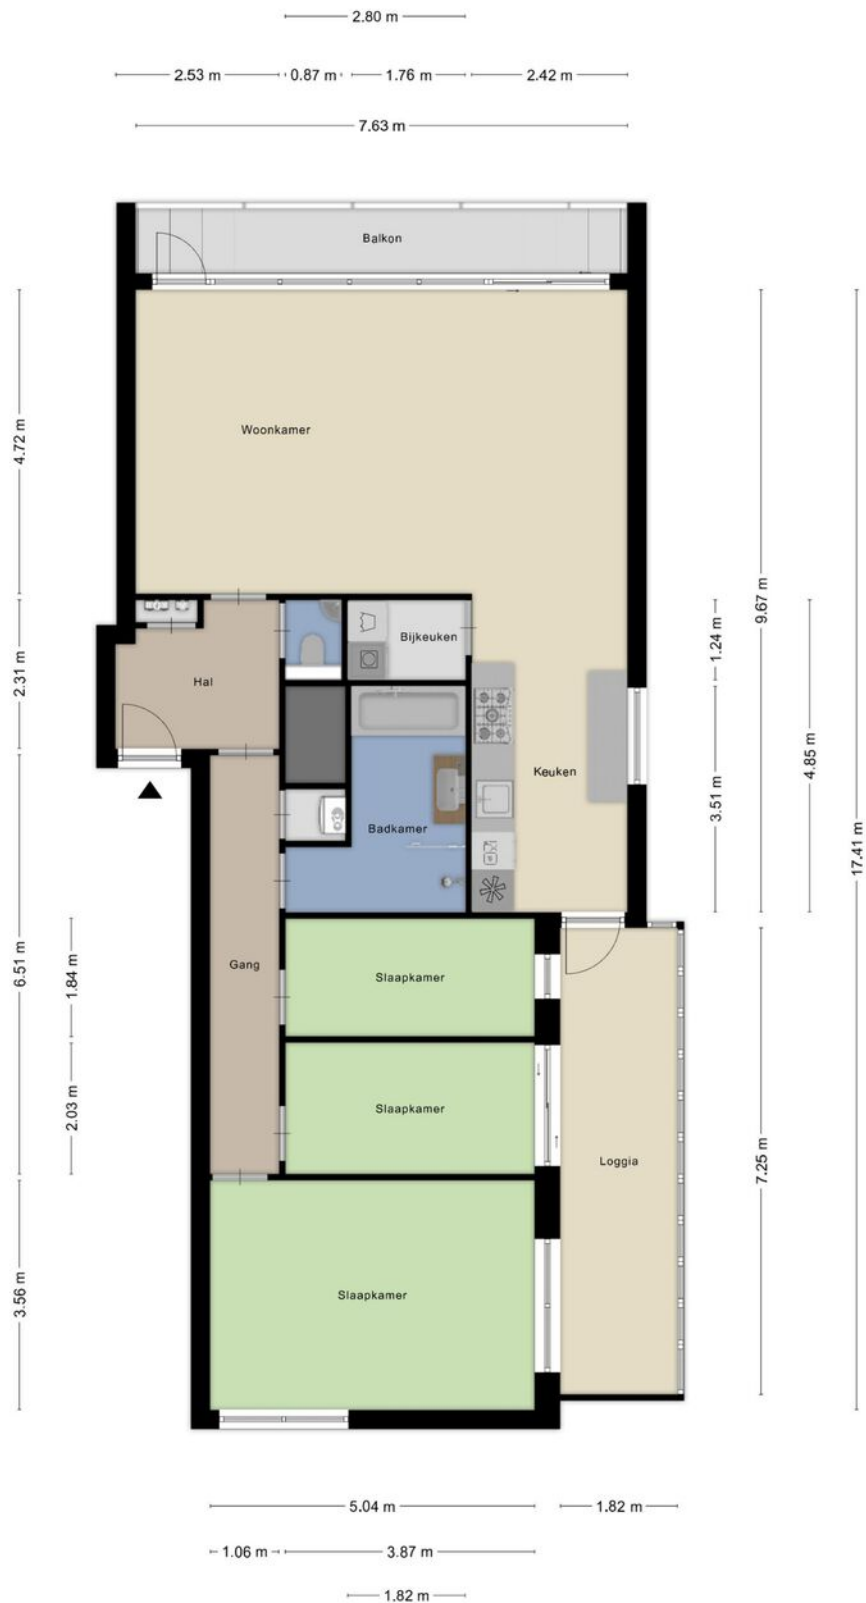 2.80 m
2.53 m
0.87 m
1.76 m
2.42 m
7.63 m
Balkon
Woonkamer
4.72 m
9.67 m
Bijkeuken
1.24 m
Hal
2.31 m
4.85 m
Keuken
3.51 m
Badkamer
17.41 m
Gang
6.51 m
1.84 m
Slaapkamer
2.03 m
Slaapkamer
Loggia
7.25 m
3.56 m
Slaapkamer
5.04 m
1.82 m
1.06 m
3.87 m
1.82 m